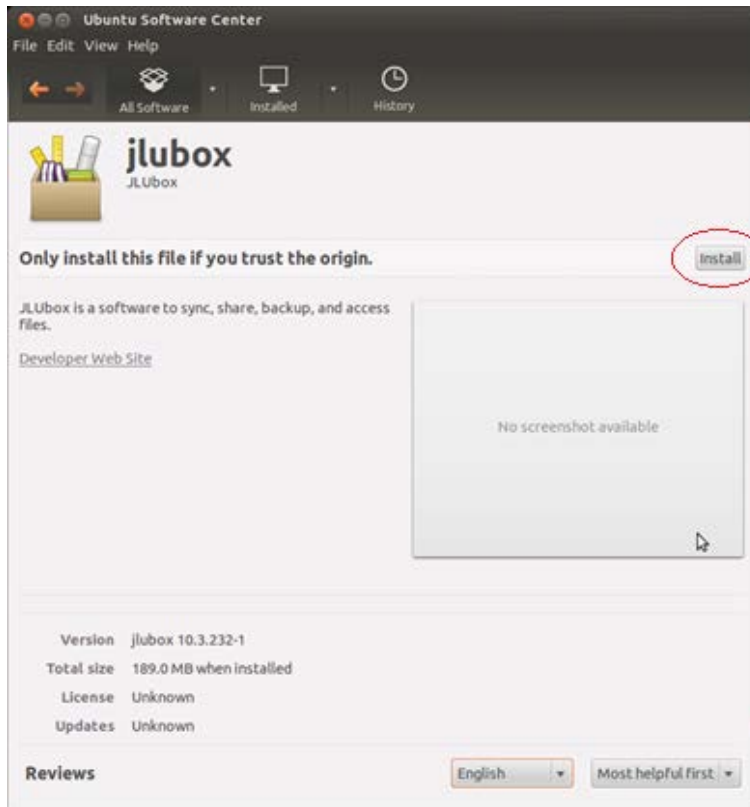 Ubuntu Software Center
File Edit View Help
All Software Installed History
jlubox
JLUbox
Only install this file if you trust the origin. Install
JLUbox is a software to sync, share, backup, and access
files.
Developer Web Site
No screenshot available
Version jlubox 10.3.232-1
Total size 189.0 MB when installed
License Unknown
Updates Unknown
Reviews English Most helpful first